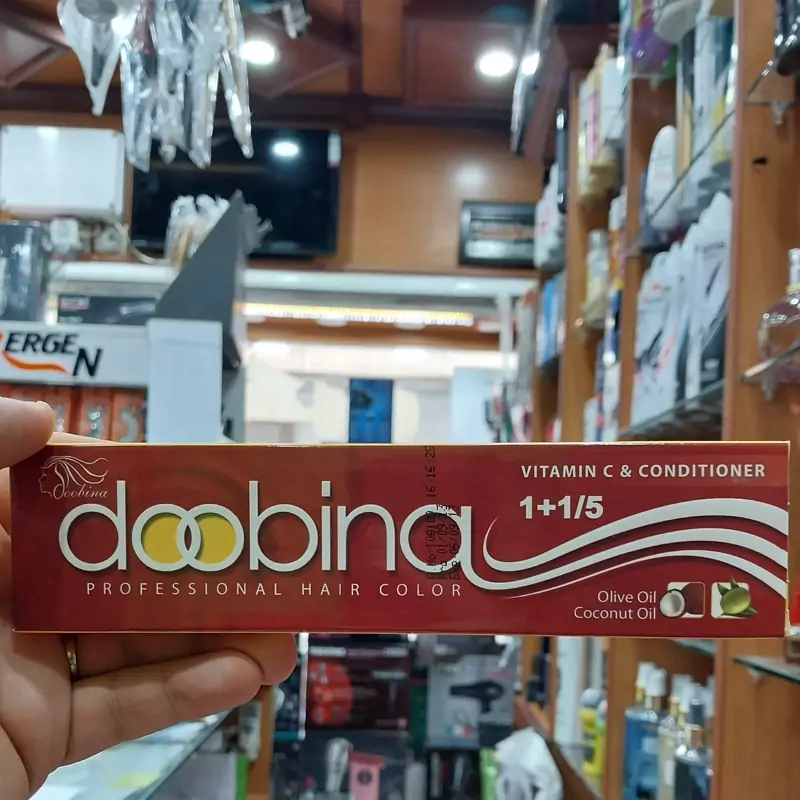 ERGEN
doobina
doobina
PROFESSIONAL HAIR COLOR
VITAMIN C & CONDITIONER
1+1/5
Olive Oil
Coconut Oil